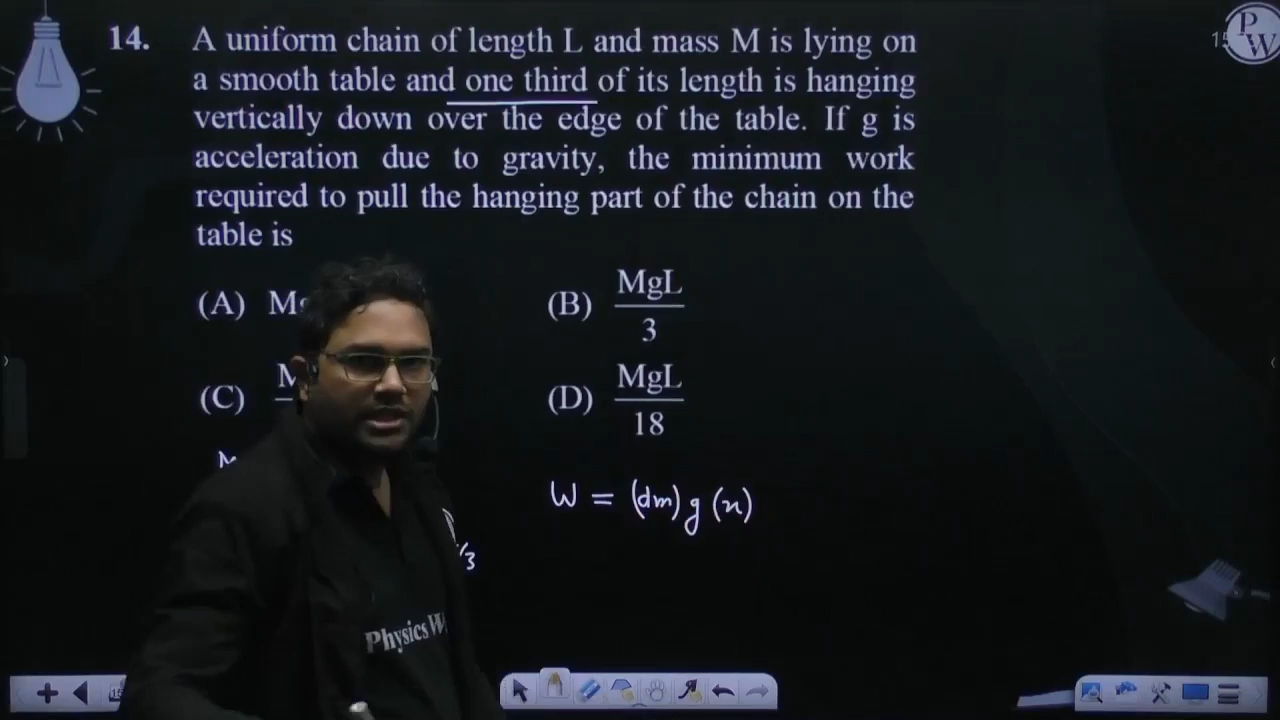 14. A uniform chain of length L and mass M is lying on
a smooth table and one third of its length is hanging
vertically down over the edge of the table. If g is
acceleration due to gravity, the minimum work
required to pull the hanging part of the chain on the
table is
(A) M
(B) MgL
3
(C) M
(D) MgL
18
W = (dm) g (x)
/3
Physics W
P
W
15